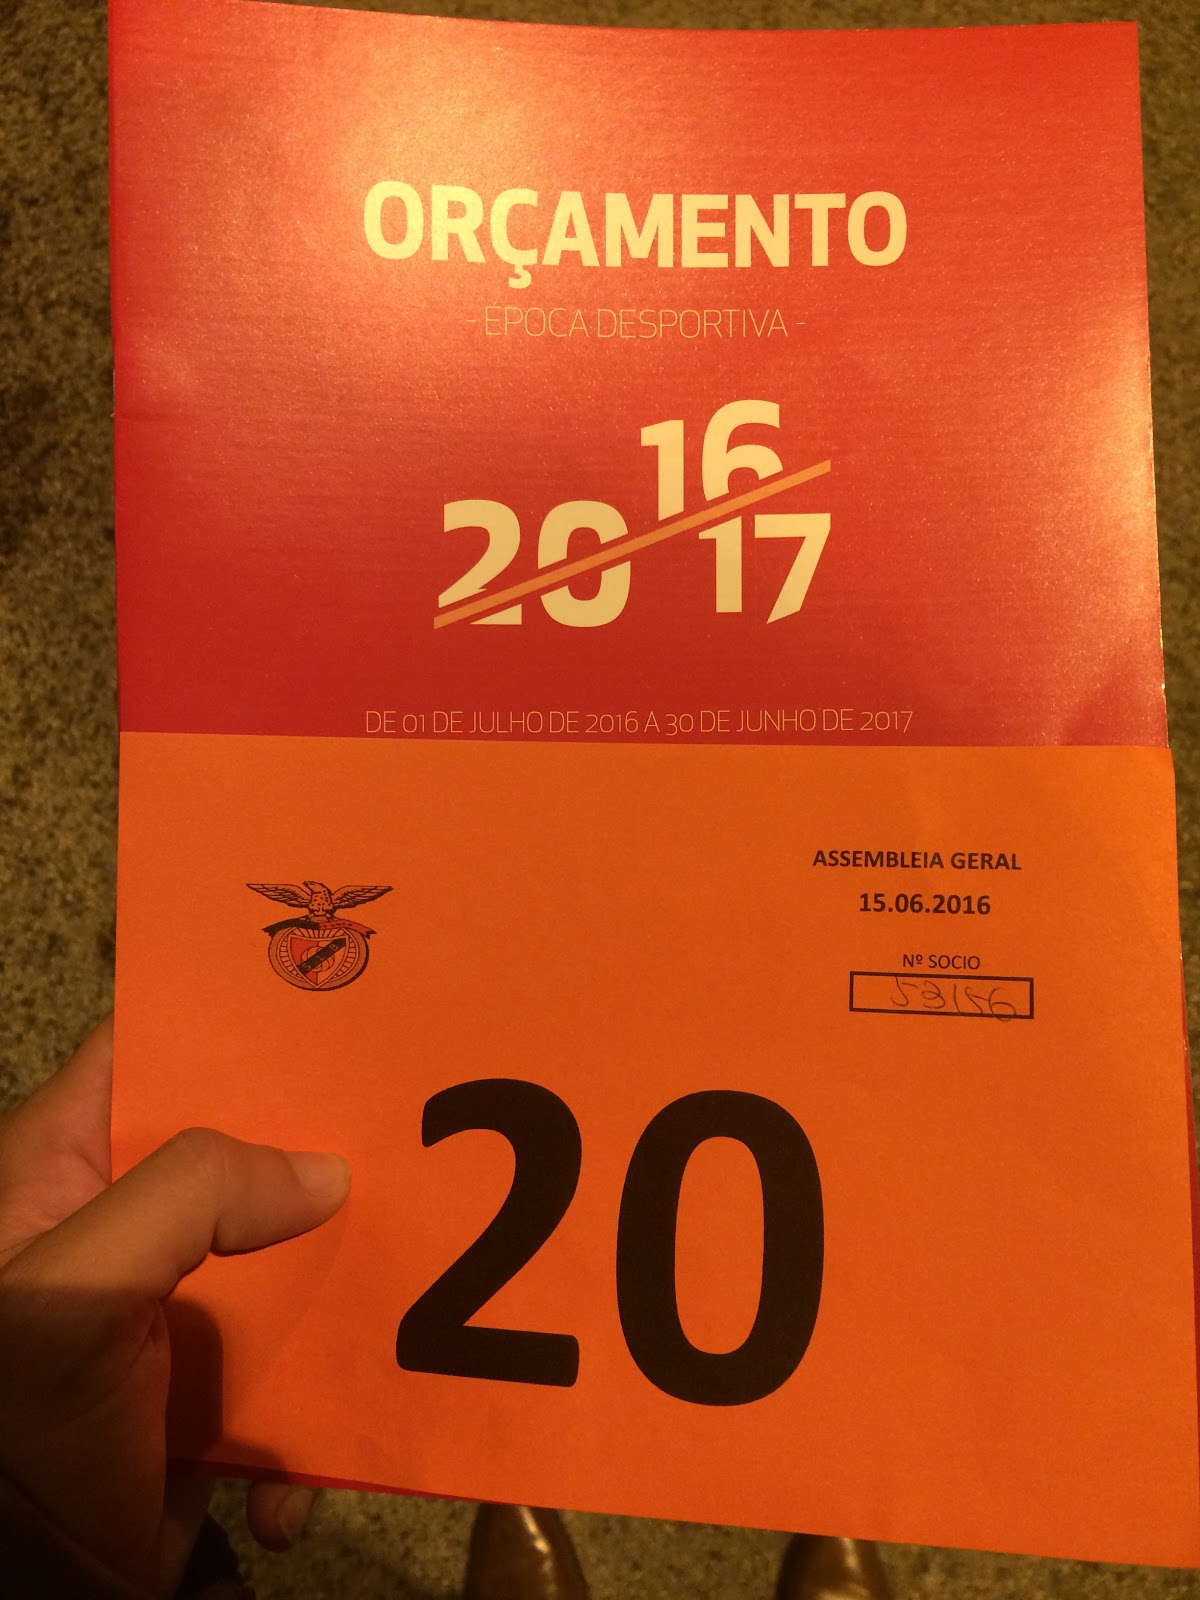 ORÇAMENTO
- ÉPOCA DESPORTIVA -
2016/17
DE 01 DE JULHO DE 2016 A 30 DE JUNHO DE 2017
ASSEMBLEIA GERAL
15.06.2016
Nº SOCIO
53156
20